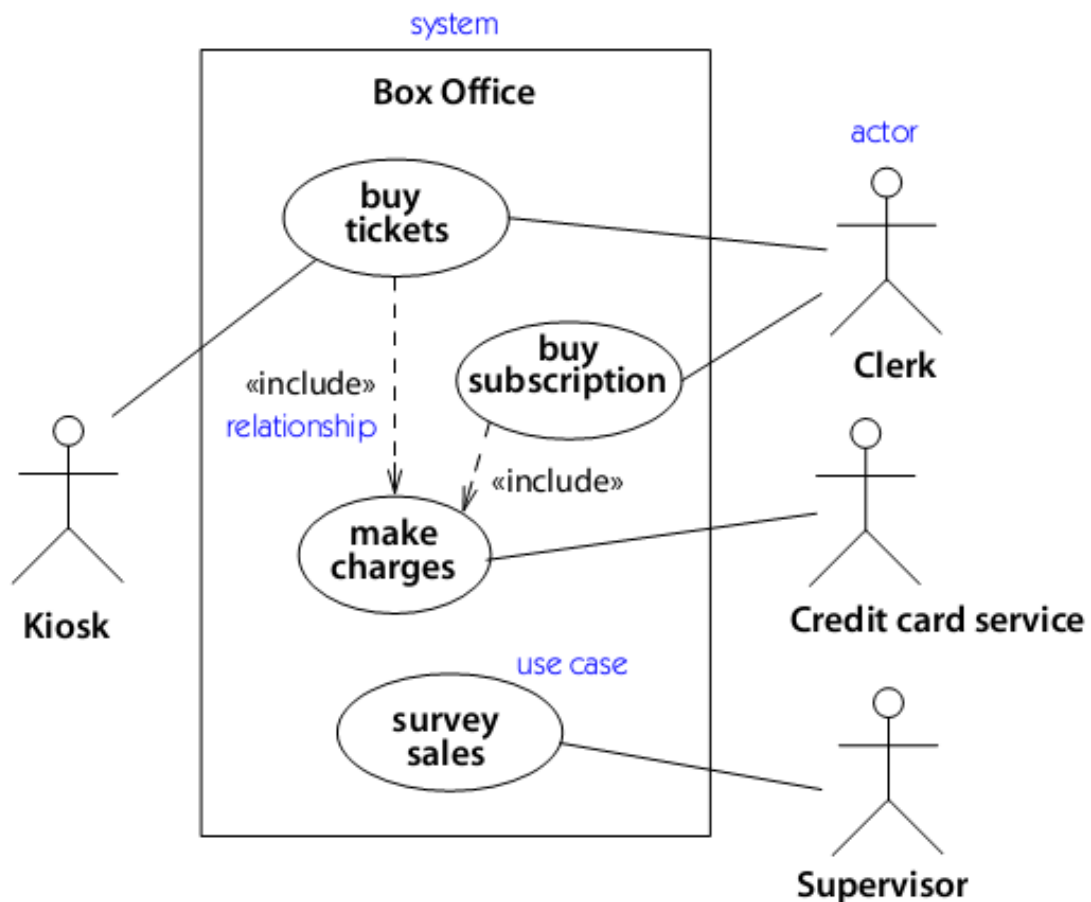 system
Box Office
actor
buy
tickets
buy
subscription
Clerk
«include»
relationship
«include»
make
charges
Kiosk
Credit card service
use case
survey
sales
Supervisor